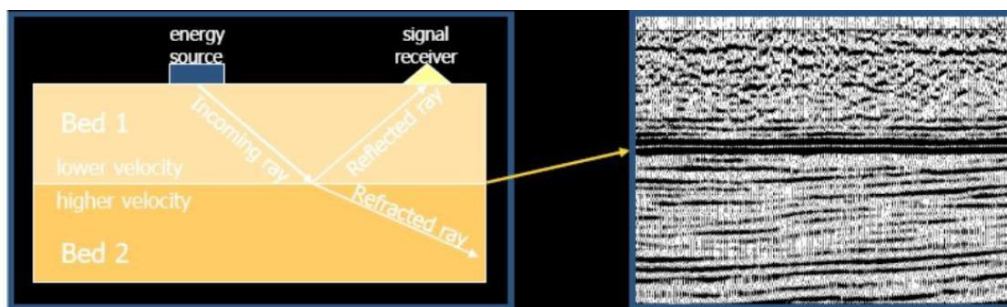 energy
source
signal
receiver
Bed 1
Incoming ray
Reflected ray
lower velocity
higher velocity
Refracted ray
Bed 2